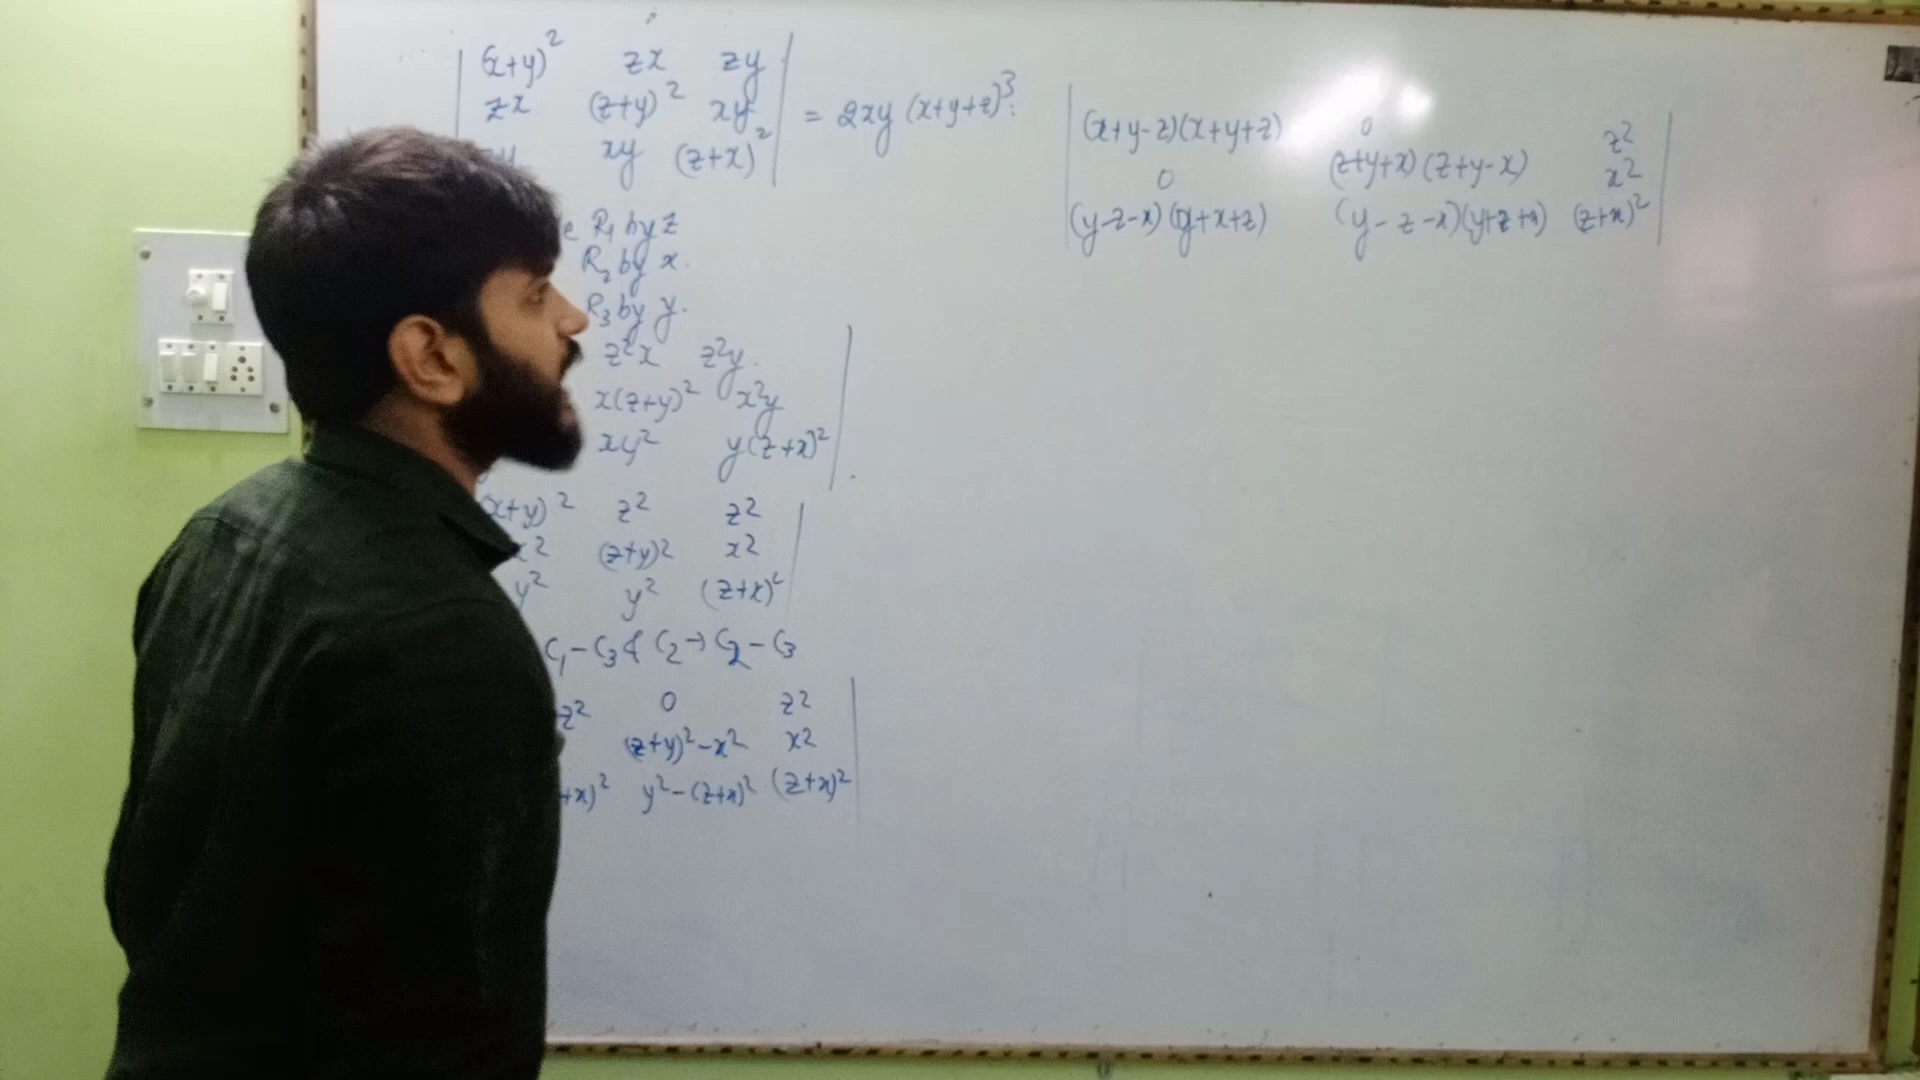 (x+y)² zx zy
zx (z+y)² xy = 2xy (x+y+z)³:
xy (z+x)²
R₁ by z
R₂ by x.
R₃ by y.
z²x z²y.
x(z+y)² x²y
xy² y(z+x)²
x+y)² z² z²
x² (z+y)² x²
y² y² (z+x)²
C₁-C₃ & C₂→C₂-C₃
z² 0 z²
(z+y)²-x² x²
+x)² y²-(z+x)² (z+x)²
(x+y-z)(x+y+z) 0 z²
0 (z+y+x)(z+y-x) x²
(y-z-x)(y+x+z) (y-z-x)(y+z+x) (z+x)²